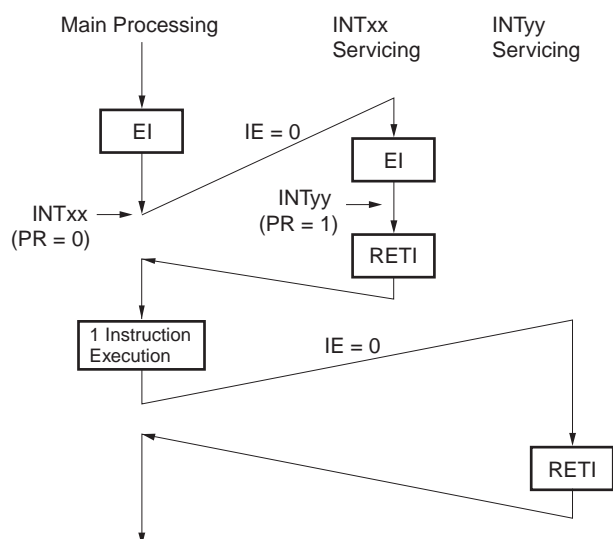 Main Processing
INTxx
Servicing
INTyy
Servicing
EI
IE = 0
EI
INTxx
(PR = 0)
INTyy
(PR = 1)
RETI
1 Instruction
Execution
IE = 0
RETI